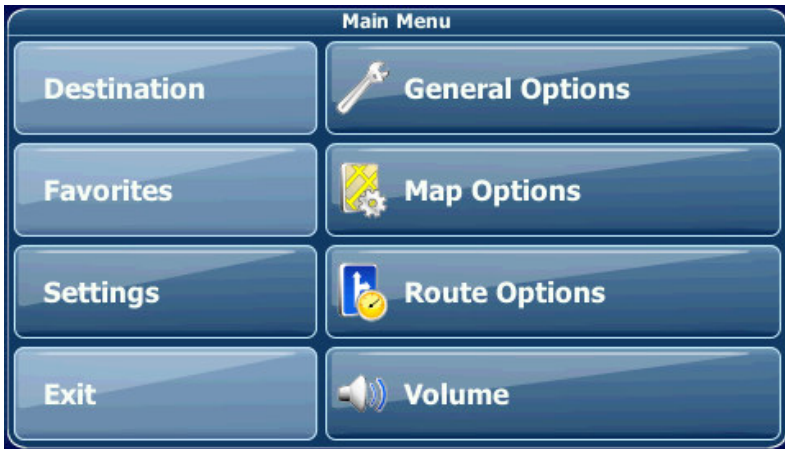 Main Menu
Destination
General Options
Favorites
Map Options
Settings
Route Options
Exit
Volume